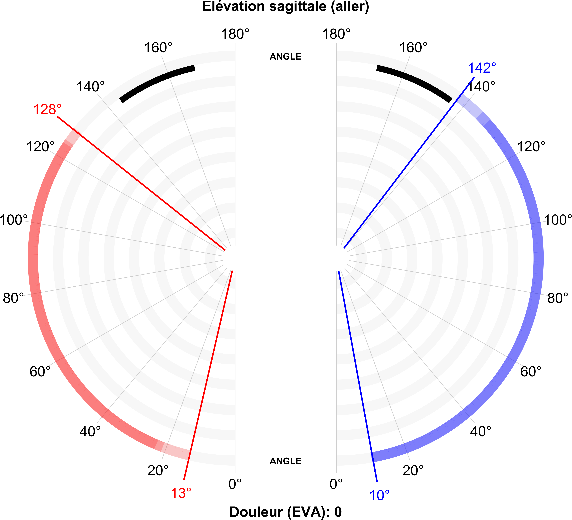 Elévation sagittale (aller)
180° 180°
160° ANGLE 160°
140° 142°
140°
128°
120° 120°
100° 100°
80° 80°
60° 60°
40° 40°
20° ANGLE 20°
13° 0° 0° 10°
Douleur (EVA): 0